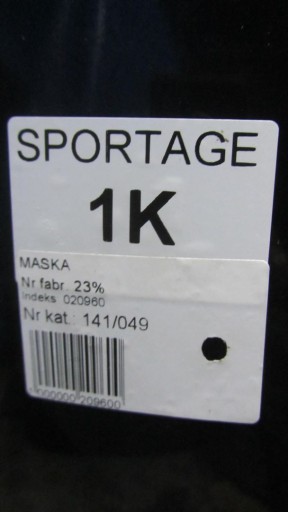 SPORTAGE
1K
MASKA
Nr fabr. 23%
Indeks 020960
Nr kat.: 141/049